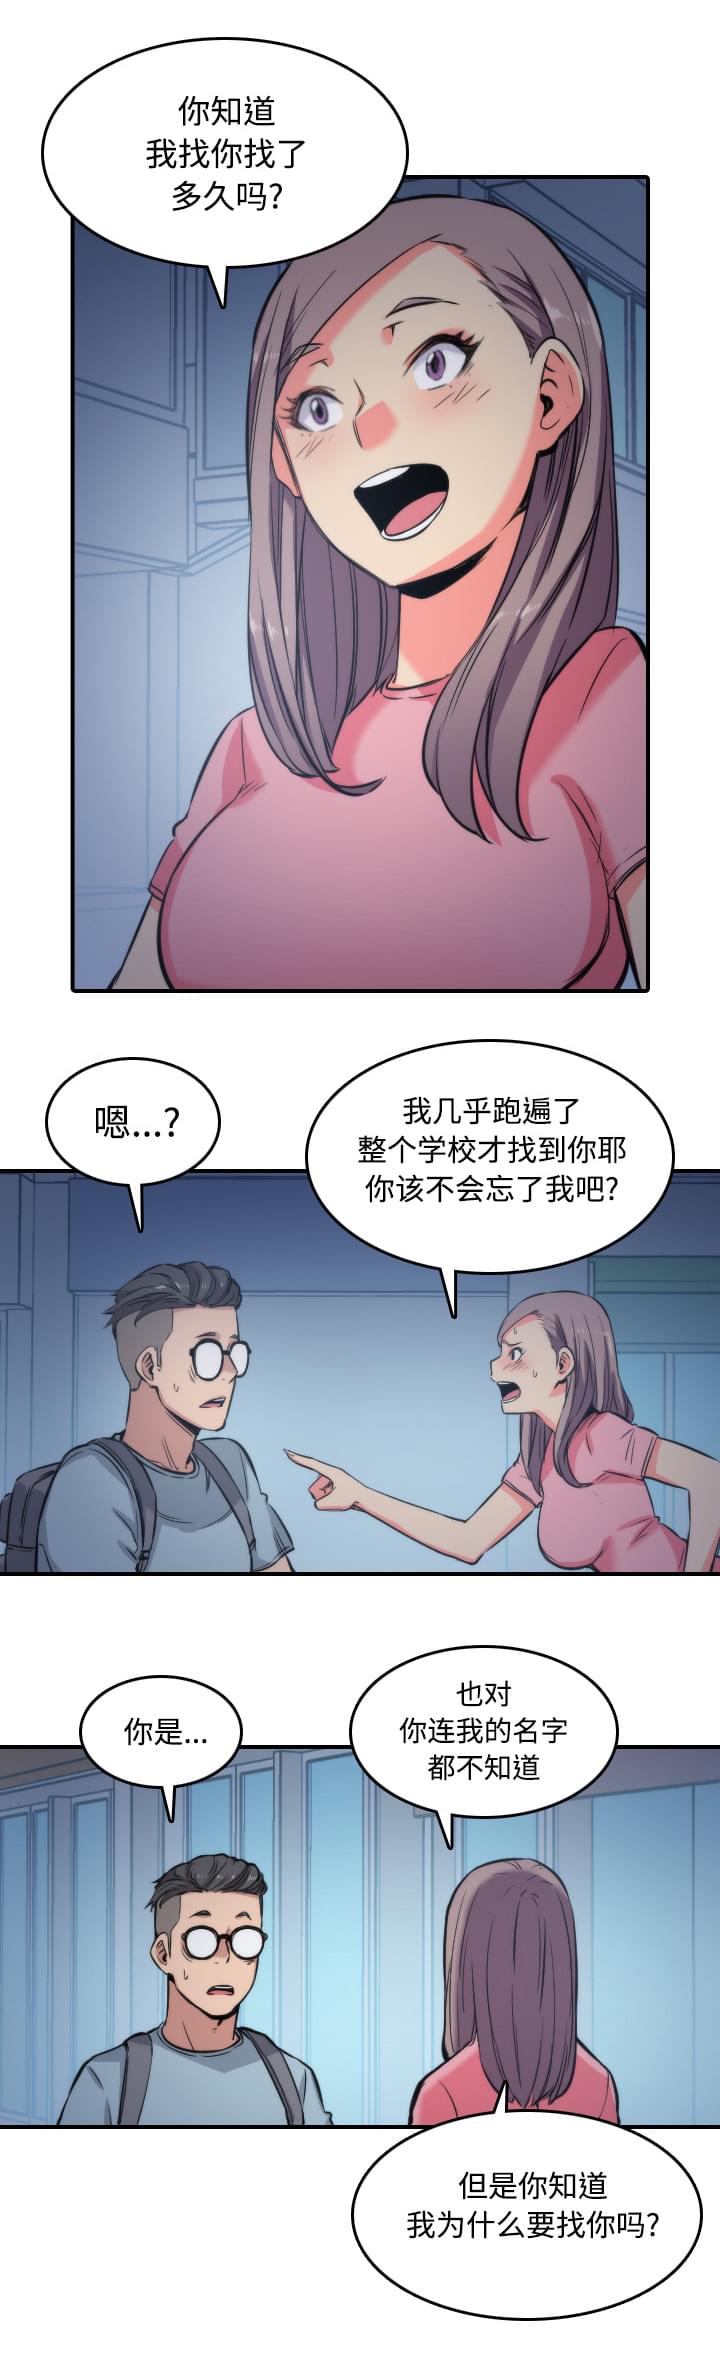 你知道
我找你找了
多久吗?
嗯...?
我几乎跑遍了
整个学校才找到你耶
你该不会忘了我吧?
你是...
也对
你连我的名字
都不知道
但是你知道
我为什么要找你吗?